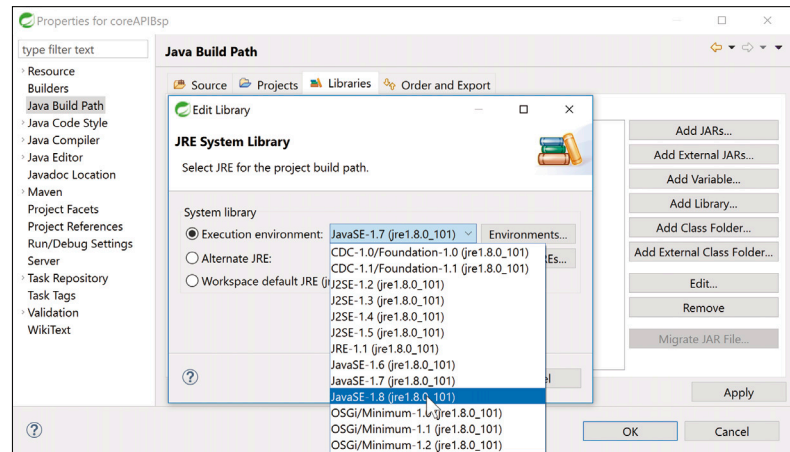 Properties for coreAPIBsp
type filter text
Java Build Path
Resource
Builders
Java Build Path
Java Code Style
Java Compiler
Java Editor
Javadoc Location
Maven
Project Facets
Project References
Run/Debug Settings
Server
Task Repository
Task Tags
Validation
WikiText
Source
Projects
Libraries
Order and Export
Edit Library
JRE System Library
Select JRE for the project build path.
System library
Execution environment:
JavaSE-1.7 (jre1.8.0_101)
Environments...
Alternate JRE:
Es...
Workspace default JRE (j
CDC-1.0/Foundation-1.0 (jre1.8.0_101)
CDC-1.1/Foundation-1.1 (jre1.8.0_101)
J2SE-1.2 (jre1.8.0_101)
J2SE-1.3 (jre1.8.0_101)
J2SE-1.4 (jre1.8.0_101)
J2SE-1.5 (jre1.8.0_101)
JRE-1.1 (jre1.8.0_101)
JavaSE-1.6 (jre1.8.0_101)
JavaSE-1.7 (jre1.8.0_101)
JavaSE-1.8 (jre1.8.0_101)
OSGi/Minimum-1. (jre1.8.0_101)
OSGi/Minimum-1.1 (jre1.8.0_101)
OSGi/Minimum-1.2 (jre1.8.0_101)
Add JARs...
Add External JARs...
Add Variable...
Add Library...
Add Class Folder...
Add External Class Folder...
Edit...
Remove
Migrate JAR File...
Apply
OK
Cancel